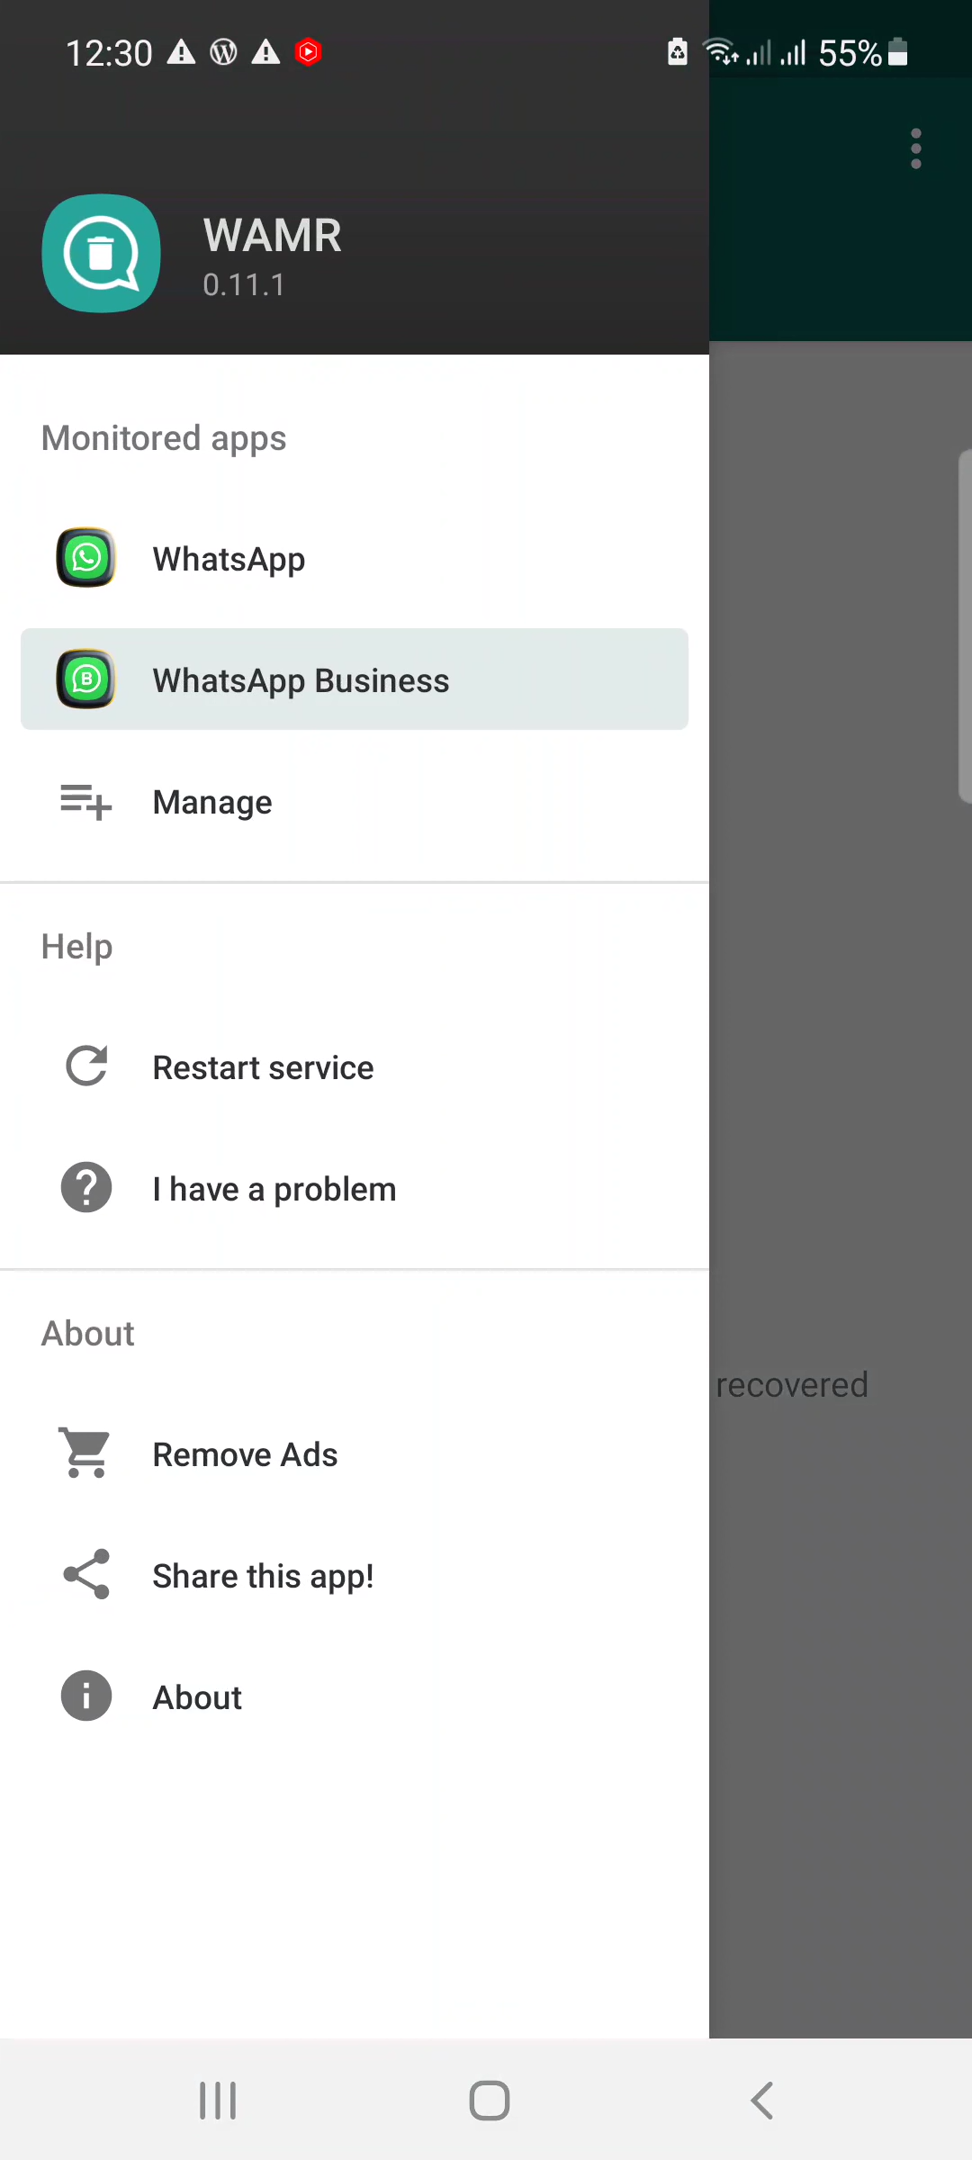 12:30
55%
WAMR
0.11.1
Monitored apps
WhatsApp
WhatsApp Business
Manage
Help
Restart service
I have a problem
recovered
About
Remove Ads
Share this app!
About